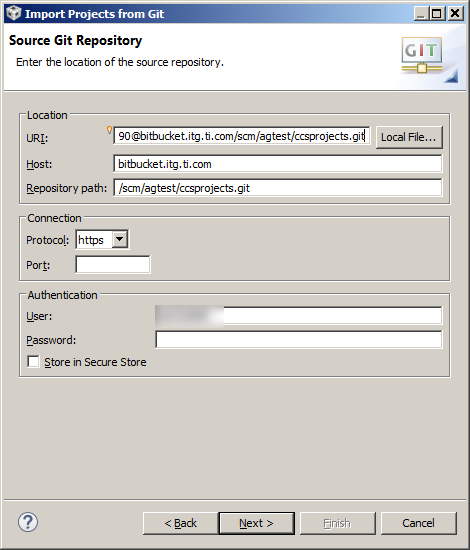 Import Projects from Git
Source Git Repository
Enter the location of the source repository.
GIT
Location
URI: 90@bitbucket.itg.ti.com/scm/agtest/ccsprojects.git Local File...
Host: bitbucket.itg.ti.com
Repository path: /scm/agtest/ccsprojects.git
Connection
Protocol: https
Port:
Authentication
User:
Password:
Store in Secure Store
? < Back Next > Finish Cancel